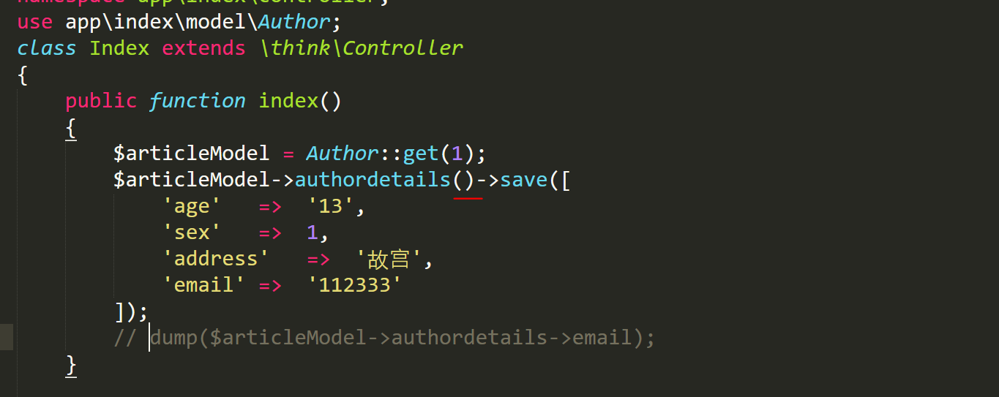 namespace app\index\controller;
use app\index\model\Author;
class Index extends \think\Controller
{
    public function index()
    {
        $articleModel = Author::get(1);
        $articleModel->authordetails()->save([
            'age'   =>  '13',
            'sex'   =>  1,
            'address'   =>  '故宫',
            'email' =>  '112333'
        ]);
        // dump($articleModel->authordetails->email);
    }